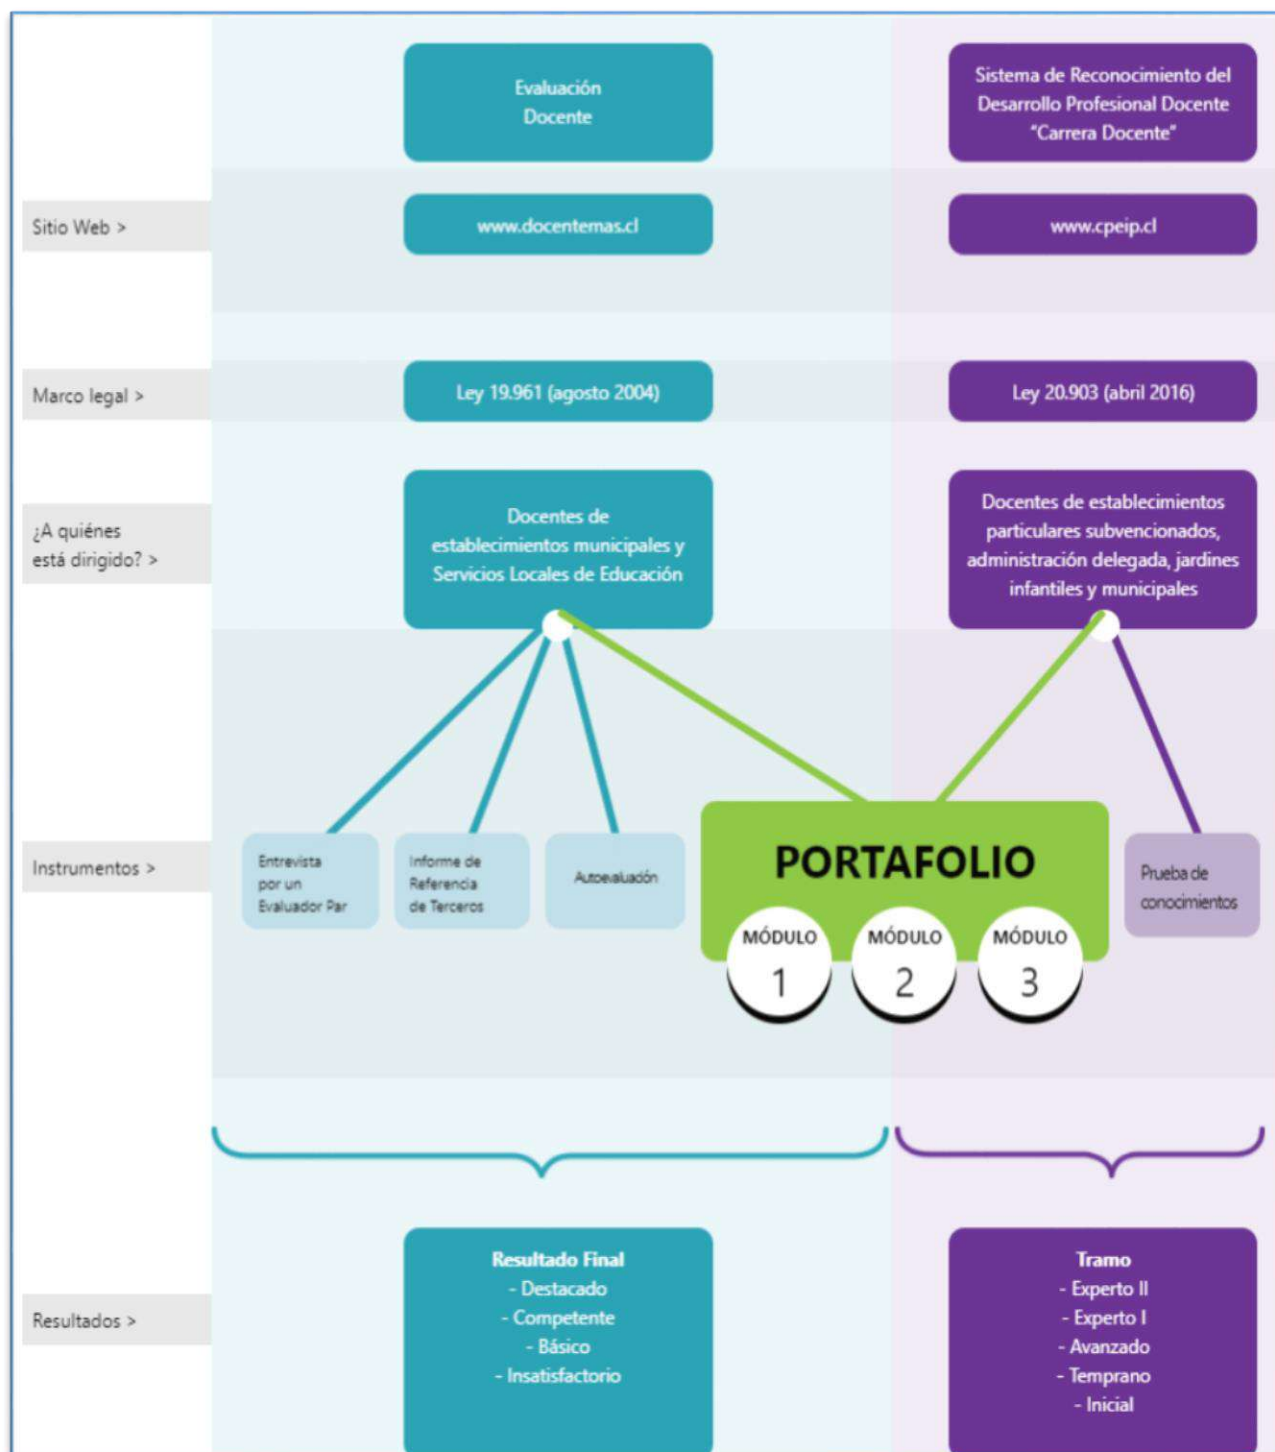 Evaluación
Docente
Sistema de Reconocimiento del
Desarrollo Profesional Docente
"Carrera Docente"
Sitio Web >
www.docentemas.cl
www.cpeip.cl
Marco legal >
Ley 19.961 (agosto 2004)
Ley 20.903 (abril 2016)
¿A quiénes
está dirigido? >
Docentes de
establecimientos municipales y
Servicios Locales de Educación
Docentes de establecimientos
particulares subvencionados,
administración delegada, jardines
infantiles y municipales
Instrumentos >
Entrevista
por un
Evaluador Par
Informe de
Referencia
de Terceros
Autoevaluación
PORTAFOLIO
MÓDULO
1
MÓDULO
2
MÓDULO
3
Prueba de
conocimientos
Resultados >
Resultado Final
- Destacado
- Competente
- Básico
- Insatisfactorio
Tramo
- Experto II
- Experto I
- Avanzado
- Temprano
- Inicial